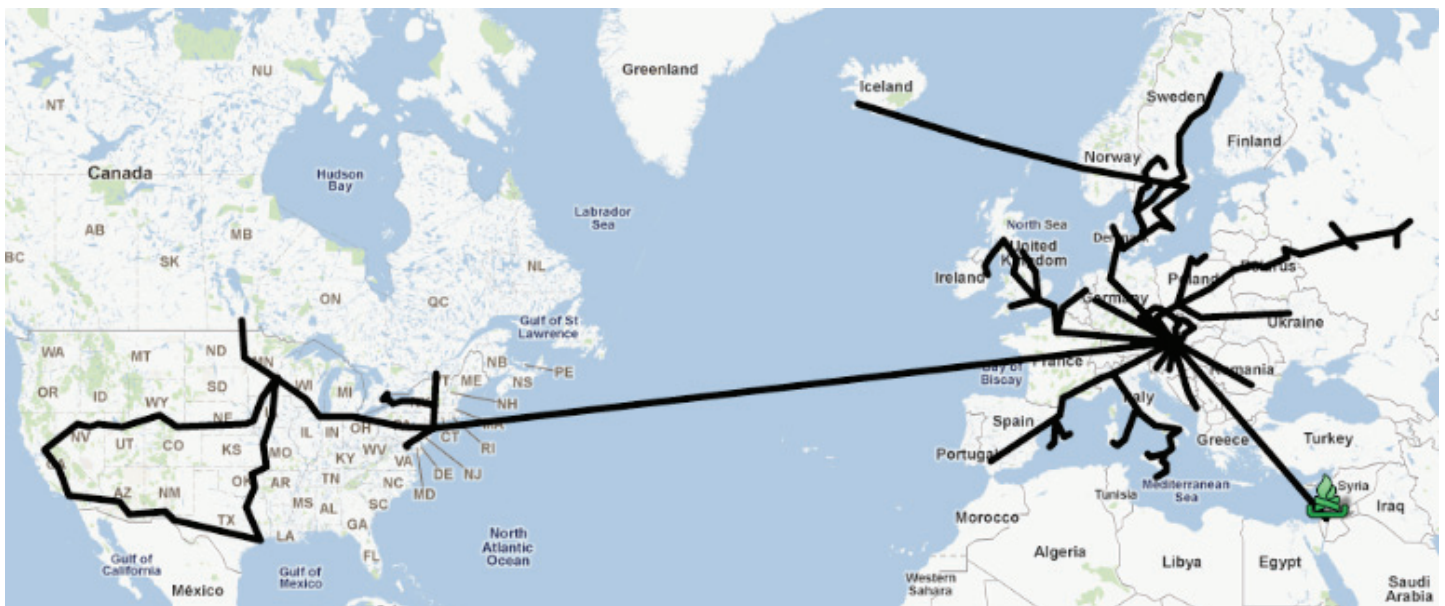 Greenland
Iceland
NU
NT
Sweden
Finland
Norway
Canada
Hudson
Bay
Labrador
Sea
North Sea
United
Kingdom
Ireland
AB
MB
SK
BC
NL
ON
QC
Poland
Belarus
Germany
Ukraine
Gulf of St
Lawrence
WA
MT
ND
MN
NB
PE
ME
NS
OR
ID
SD
WI
MI
WY
NH
NE
France
Bay of
Biscay
Romania
NV
UT
CO
IL
IN
OH
CT
RI
Spain
Italy
KS
MO
KY
WV
VA
DE
NJ
Portugal
Greece
Turkey
CA
AZ
NM
OK
AR
TN
NC
MD
Mediterranean
Sea
Tunisia
Syria
Iraq
MS
AL
SC
GA
TX
LA
FL
North
Atlantic
Ocean
Morocco
Algeria
Libya
Egypt
Gulf of
California
Gulf of
Mexico
México
Western
Sahara
Saudi
Arabia